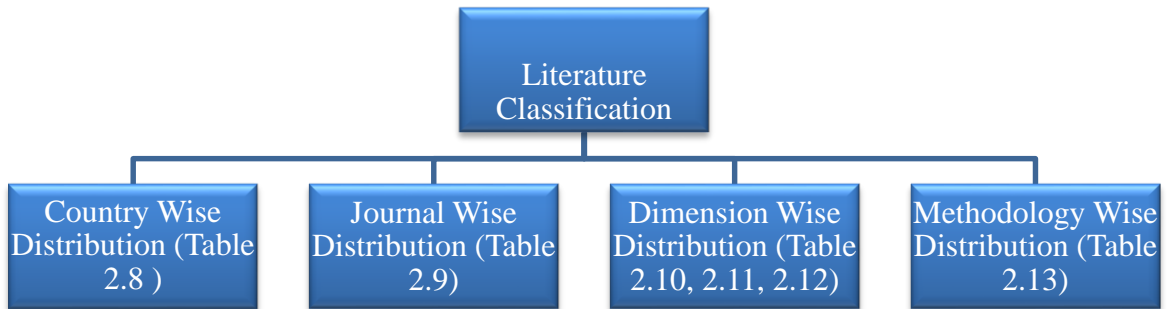 Literature
Classification
Country Wise
Distribution (Table
2.8 )
Journal Wise
Distribution (Table
2.9)
Dimension Wise
Distribution (Table
2.10, 2.11, 2.12)
Methodology Wise
Distribution (Table
2.13)